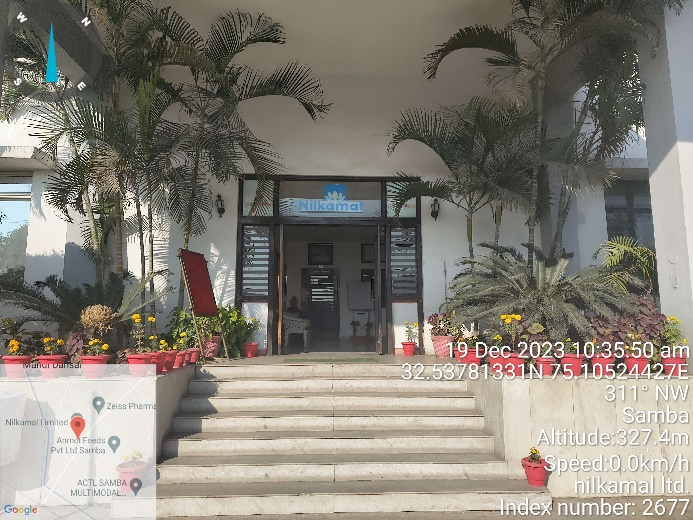 N
E
S
Nilkamal
Zeiss Pharma
Nilkamal Limited
Anmol Feeds
Pvt Ltd Samba
ACTL SAMBA
MULTIMODAL...
Google
19 Dec 2023 10:35:50 am
32.53781331N 75.10524427E
311° NW
Samba
Altitude:327.4m
Speed:0.0km/h
nilkamal ltd.
Index number: 2677